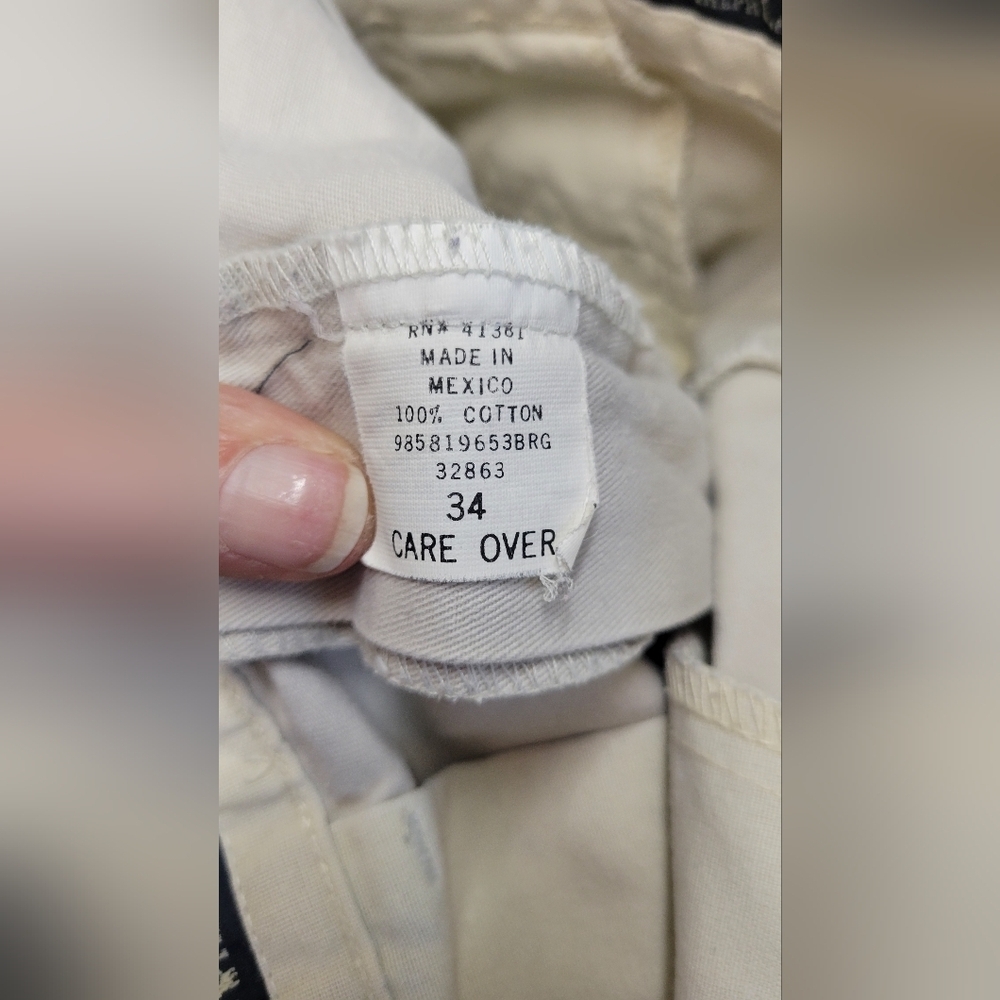 RN# 41381
MADE IN
MEXICO
100% COTTON
985819653BRG
32863
34
CARE OVER